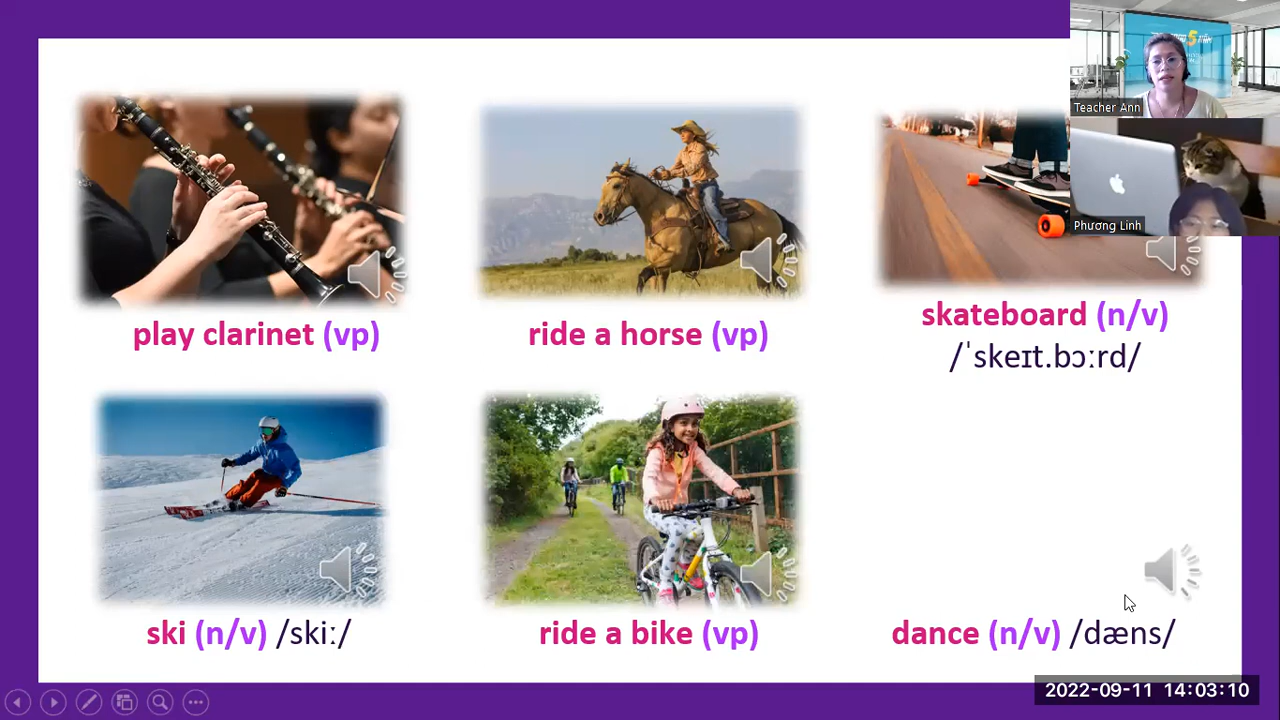 Teacher Ann
Phương Linh
play clarinet (vp)
ride a horse (vp)
skateboard (n/v)
/ˈskeɪt.bɔːrd/
ski (n/v) /skiː/
ride a bike (vp)
dance (n/v) /dæns/
2022-09-11 14:03:10